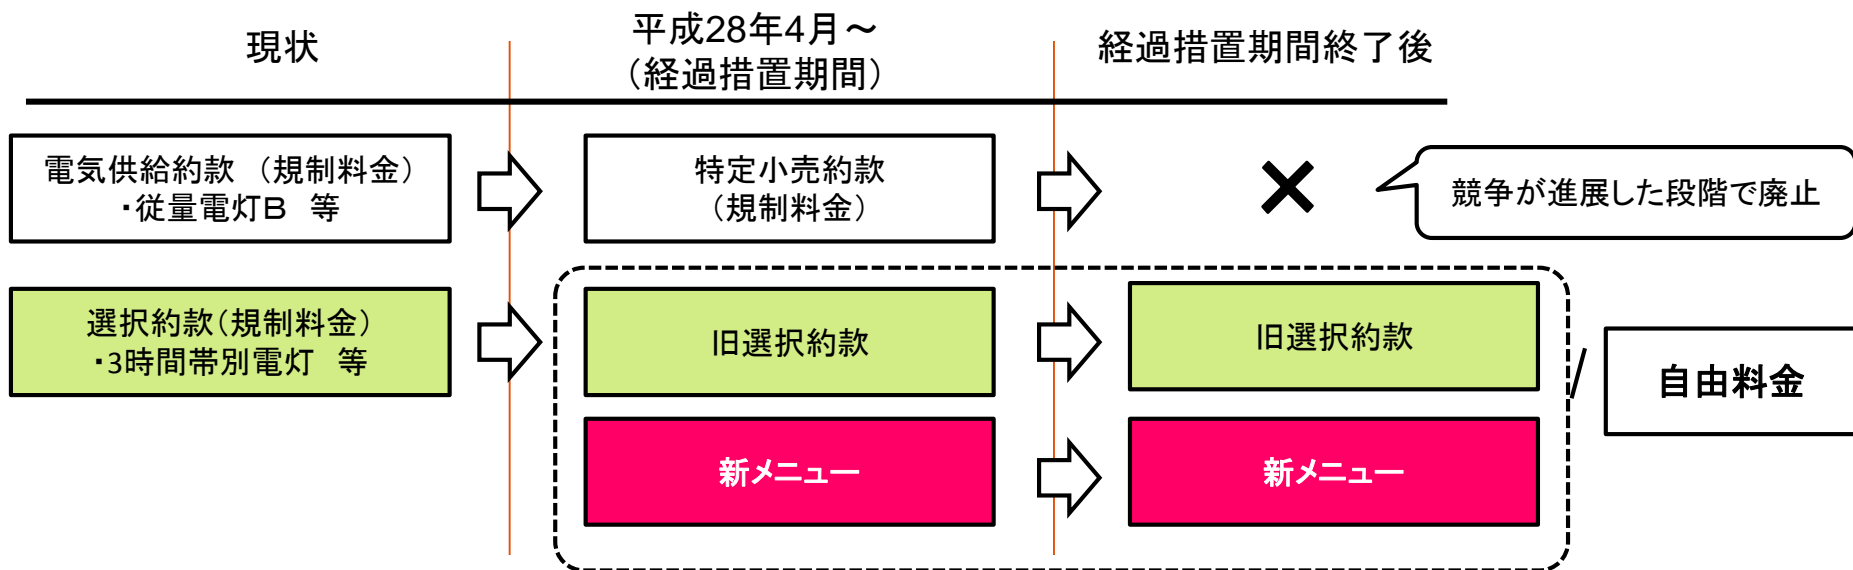 現状
平成28年4月～
（経過措置期間）
経過措置期間終了後
電気供給約款 （規制料金）
・従量電灯Ｂ 等
特定小売約款
（規制料金）
競争が進展した段階で廃止
選択約款（規制料金）
・3時間帯別電灯 等
旧選択約款
旧選択約款
自由料金
新メニュー
新メニュー